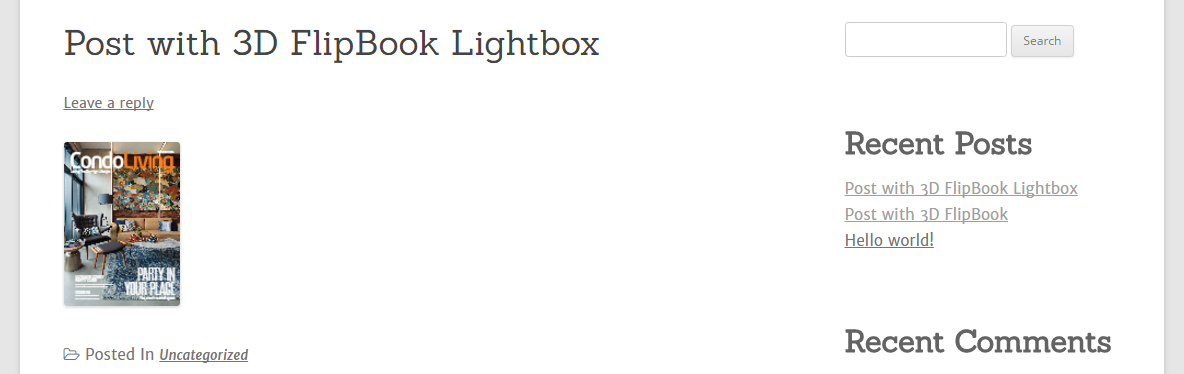 Post with 3D FlipBook Lightbox
Leave a reply
CondoLiving
PARTY IN
YOUR PLACE
Posted In Uncategorized
Search
Recent Posts
Post with 3D FlipBook Lightbox
Post with 3D FlipBook
Hello world!
Recent Comments